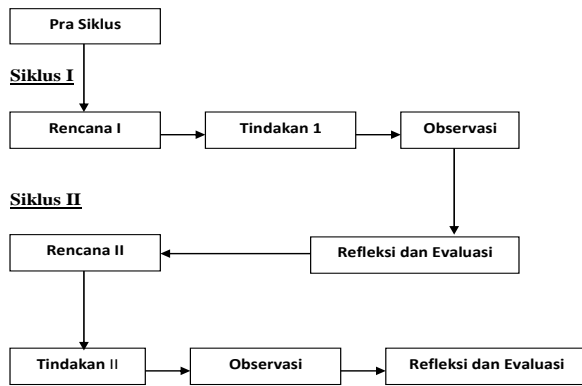 Pra Siklus
Siklus I
Rencana I
Tindakan 1
Observasi
Siklus II
Rencana II
Refleksi dan Evaluasi
Tindakan II
Observasi
Refleksi dan Evaluasi